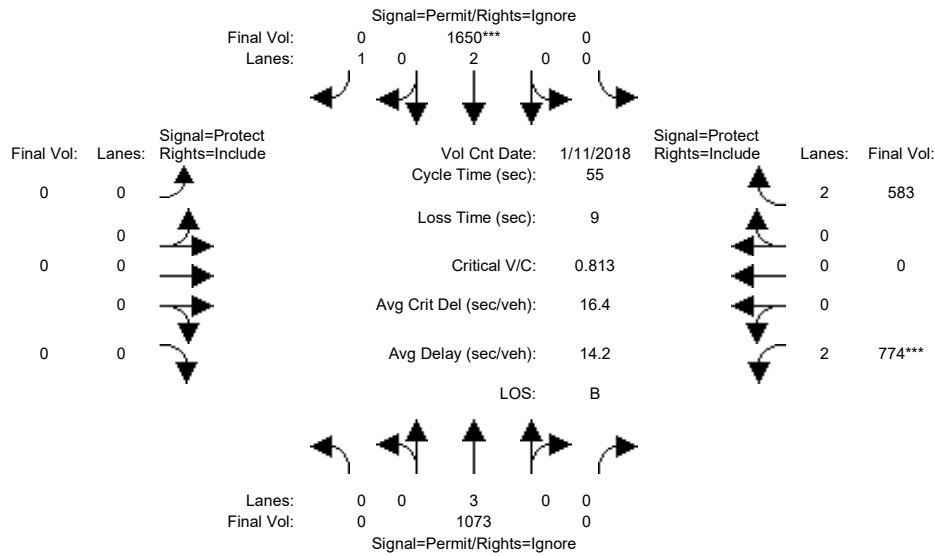 Signal=Permit/Rights=Ignore
Final Vol: 0 1650*** 0
Lanes: 1 0 2 0 0
Signal=Protect
Final Vol: Lanes: Rights=Include
Vol Cnt Date: 1/11/2018
Signal=Protect
Rights=Include Lanes: Final Vol:
Cycle Time (sec): 55
0 0
2 583
Loss Time (sec): 9
0
0
0 0
Critical V/C: 0.813
0 0
0
Avg Crit Del (sec/veh): 16.4
0
0 0
Avg Delay (sec/veh): 14.2
2 774***
LOS: B
Lanes: 0 0 3 0 0
Final Vol: 0 1073 0
Signal=Permit/Rights=Ignore